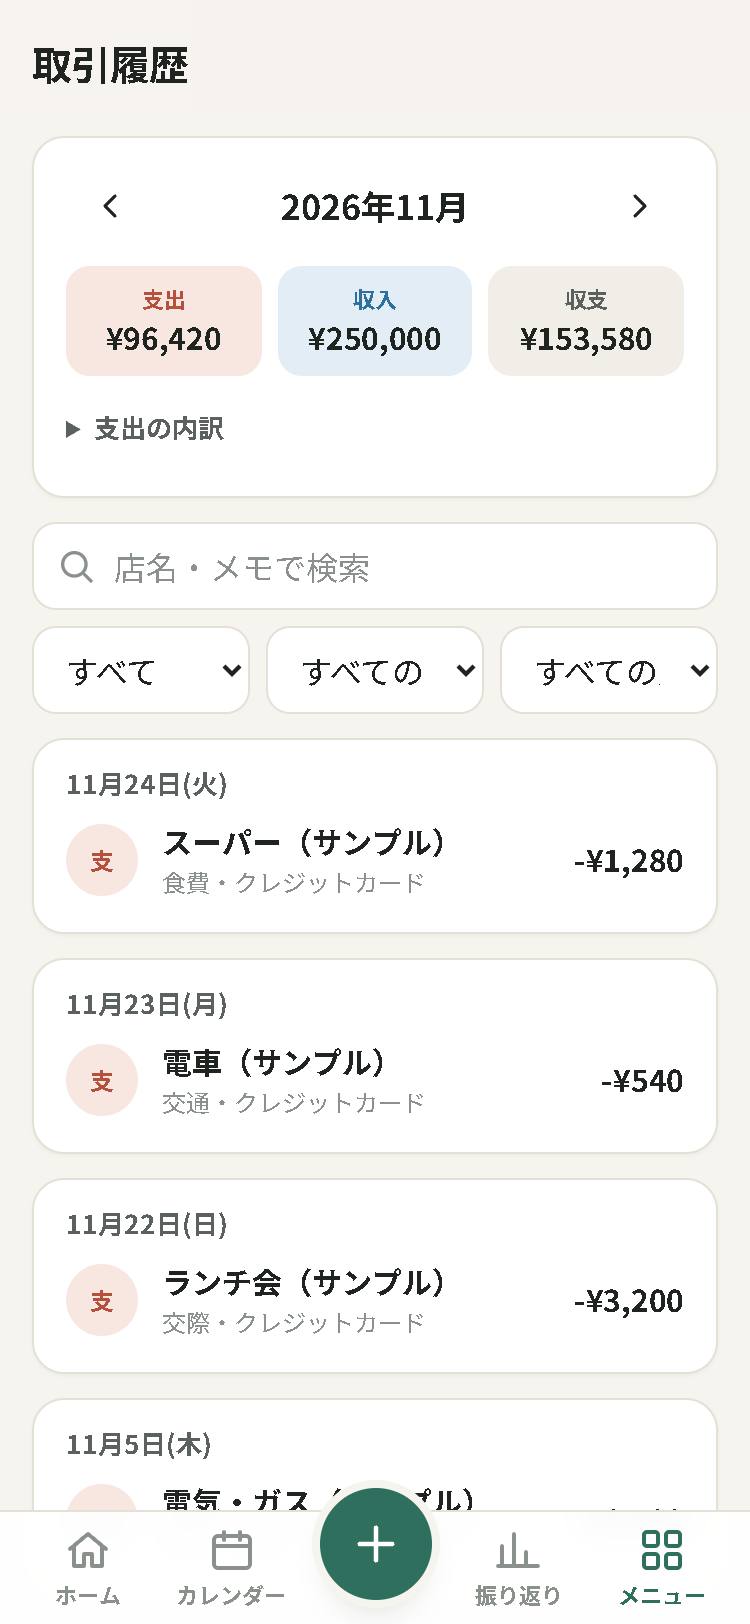 取引履歴
2026年11月
支出
¥96,420
収入
¥250,000
収支
¥153,580
支出の内訳
店名・メモで検索
すべて
すべての
すべての
11月24日(火)
支
スーパー（サンプル）
食費・クレジットカード
-¥1,280
11月23日(月)
支
電車（サンプル）
交通・クレジットカード
-¥540
11月22日(日)
支
ランチ会（サンプル）
交際・クレジットカード
-¥3,200
11月5日(木)
電気・ガス（
プル）
ホーム
カレンダー
振り返り
メニュー